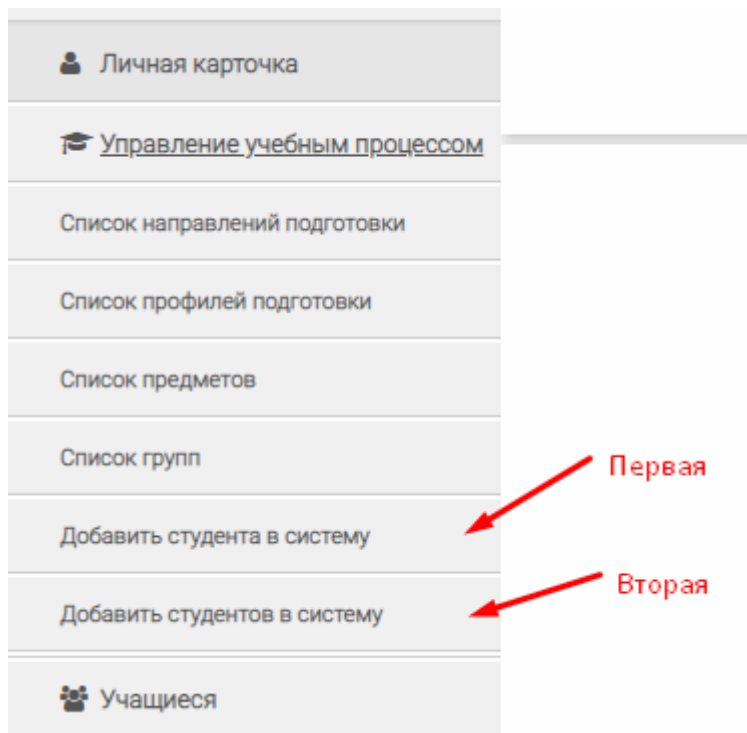 Личная карточка
Управление учебным процессом
Список направлений подготовки
Список профилей подготовки
Список предметов
Список групп
Первая
Добавить студента в систему
Вторая
Добавить студентов в систему
Учащиеся